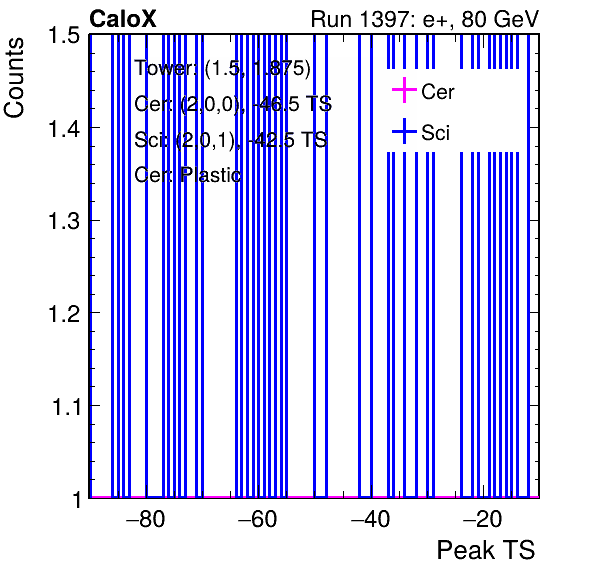 CaloX Run 1397: e+, 80 GeV
Counts
1.5
1.4
1.3
1.2
1.1
1
Tower: (1.5, 1.875)
Cer: (2,0,0), -46.5 TS
Sci: (2,0,1), -42.5 TS
Cer: Plastic
Cer
Sci
−80 −60 −40 −20
Peak TS